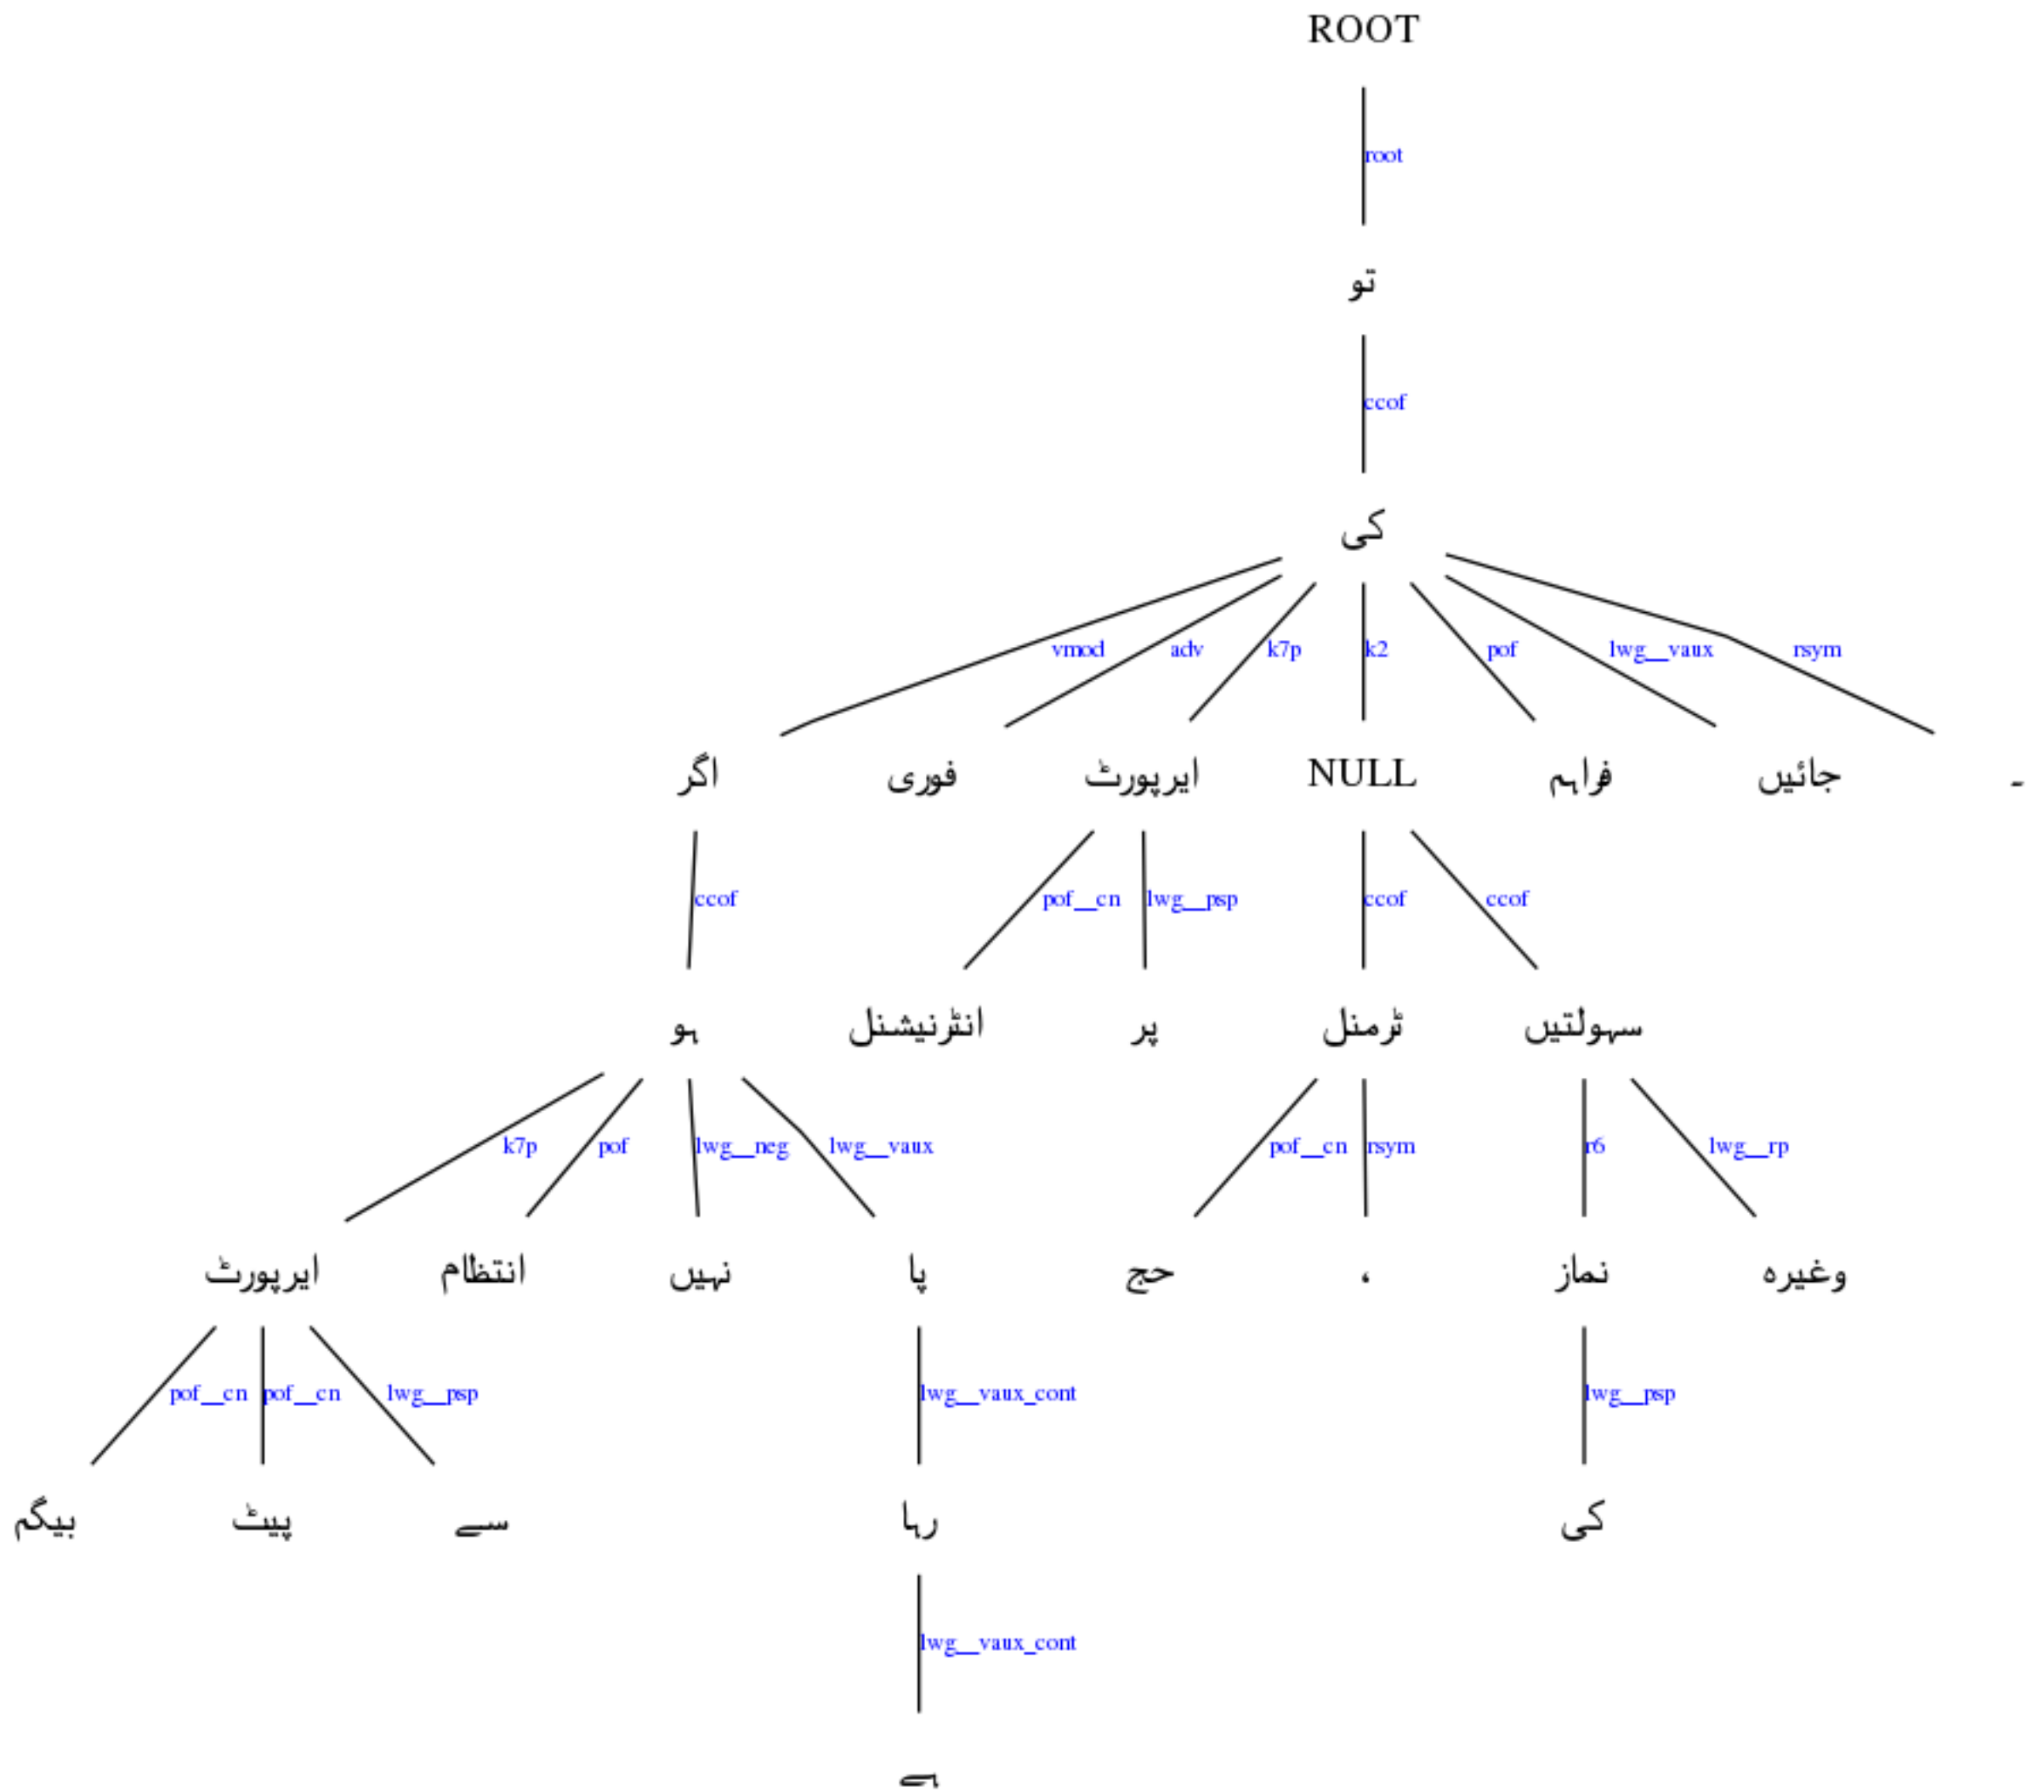 ROOT
root
تو
ccof
کی
vmod adv k7p k2 pof lwg__vaux rsym
اگر فوری ایرپورٹ NULL فراہم جائیں ۔
ccof pof__cn lwg__psp ccof ccof
ہو انٹرنیشنل پر ٹرمنل سہولتیں
k7p pof lwg__neg lwg__vaux pof__cn rsym r6 lwg__rp
ایرپورٹ انتظام نہیں پا حج ، نماز وغیرہ
pof__cn pof__cn lwg__psp lwg__vaux_cont lwg__psp
بیگم پیٹ سے رہا کی
lwg__vaux_cont
ہے